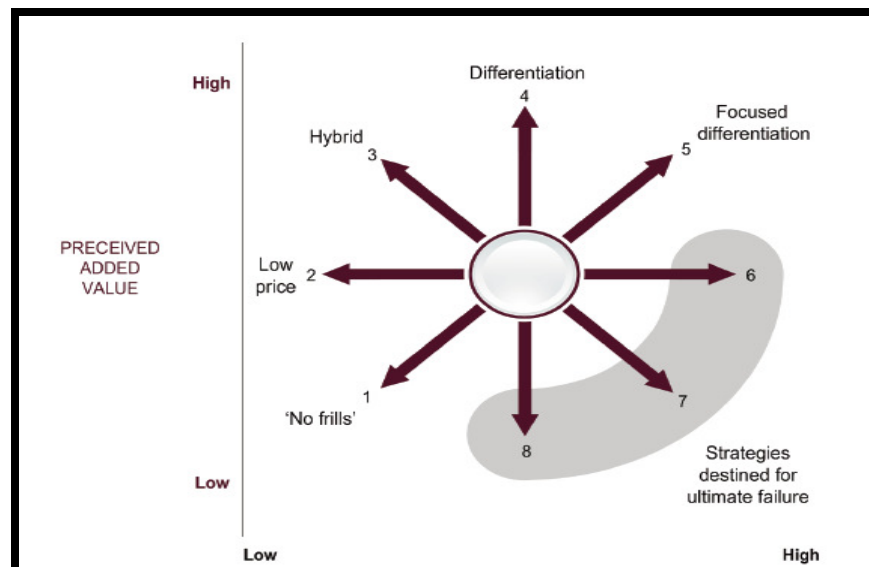 High
Differentiation
4
Focused
differentiation
5
Hybrid
3
PRECEIVED
ADDED
VALUE
Low
price
2
6
1
'No frills'
7
8
Strategies
destined for
ultimate failure
Low
Low
High